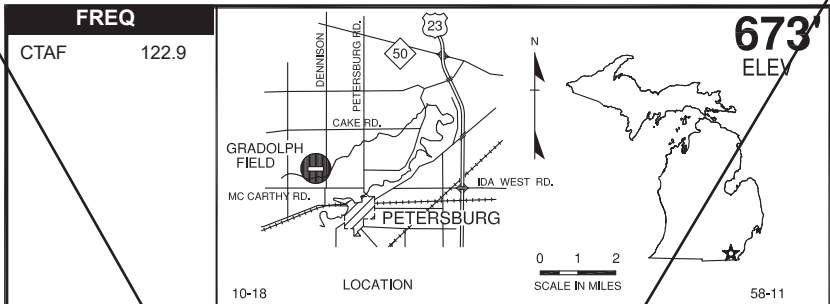 FREQ
CTAF 122.9
23
50
DENNISON
PETERSBURG RD.
CAKE RD.
GRADOLPH
FIELD
MC CARTHY RD.
IDA WEST RD.
PETERSBURG
N
673'
ELEV
0 1 2
SCALE IN MILES
10-18
LOCATION
58-11